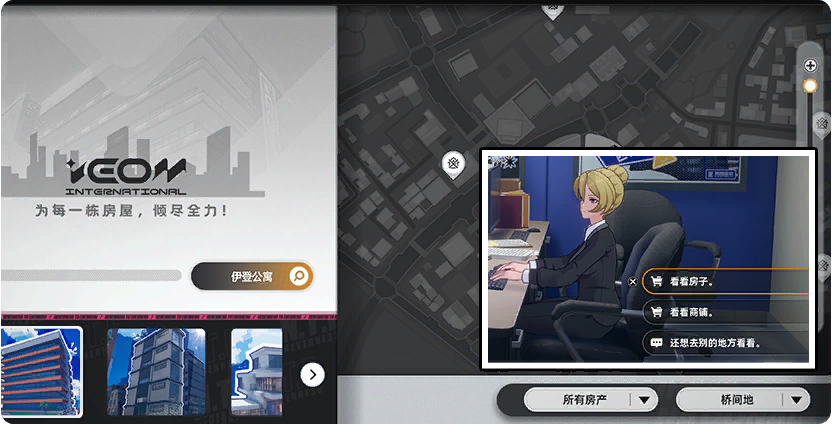 VEON
INTERNATIONAL
为每一栋房屋，倾尽全力！
伊登公寓
看看房子。
看看商铺。
还想去别的地方看看。
所有房产
桥间地